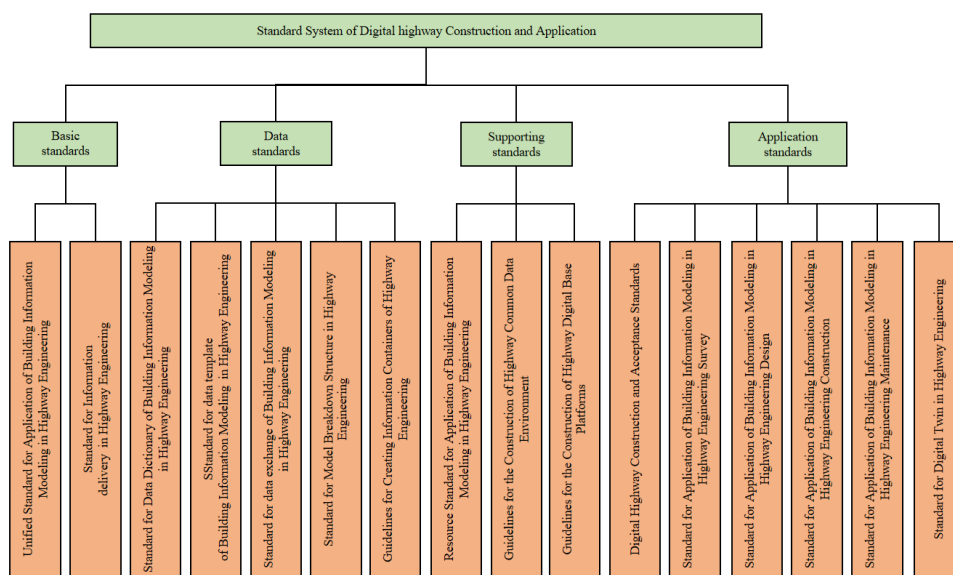 Standard System of Digital highway Construction and Application
Basic
standards
Data
standards
Supporting
standards
Application
standards
Unified Standard for Application of Building Information
Modeling in Highway Engineering
Standard for Information
delivery in Highway Engineering
Standard for Data Dictionary of Building Information Modeling
in Highway Engineering
SStandard for data template
of Building Information Modeling in Highway Engineering
Standard for data exchange of Building Information Modeling
in Highway Engineering
Standard for Model Breakdown Structure in Highway
Engineering
Guidelines for Creating Information Containers of Highway
Engineering
Resource Standard for Application of Building Information
Modeling in Highway Engineering
Guidelines for the Construction of Highway Common Data
Environment
Guidelines for the Construction of Highway Digital Base
Platforms
Digital Highway Construction and Acceptance Standards
Standard for Application of Building Information Modeling in
Highway Engineering Survey
Standard for Application of Building Information Modeling in
Highway Engineering Design
Standard for Application of Building Information Modeling in
Highway Engineering Construction
Standard for Application of Building Information Modeling in
Highway Engineering Maintenance
Standard for Digital Twin in Highway Engineering